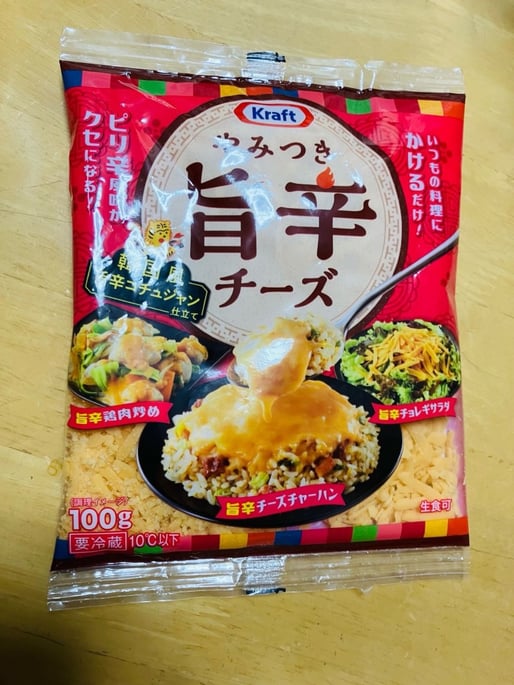 Kraft
やみつき
旨辛
チーズ
いつもの料理に
かけるだけ!
ピリ辛風味が
クセになる!
韓国風
旨辛コチュジャン
仕立て
旨辛鶏肉炒め
旨辛チョレギサラダ
旨辛チーズチャーハン
(調理イメージ)
100g
要冷蔵 10℃以下
生食可